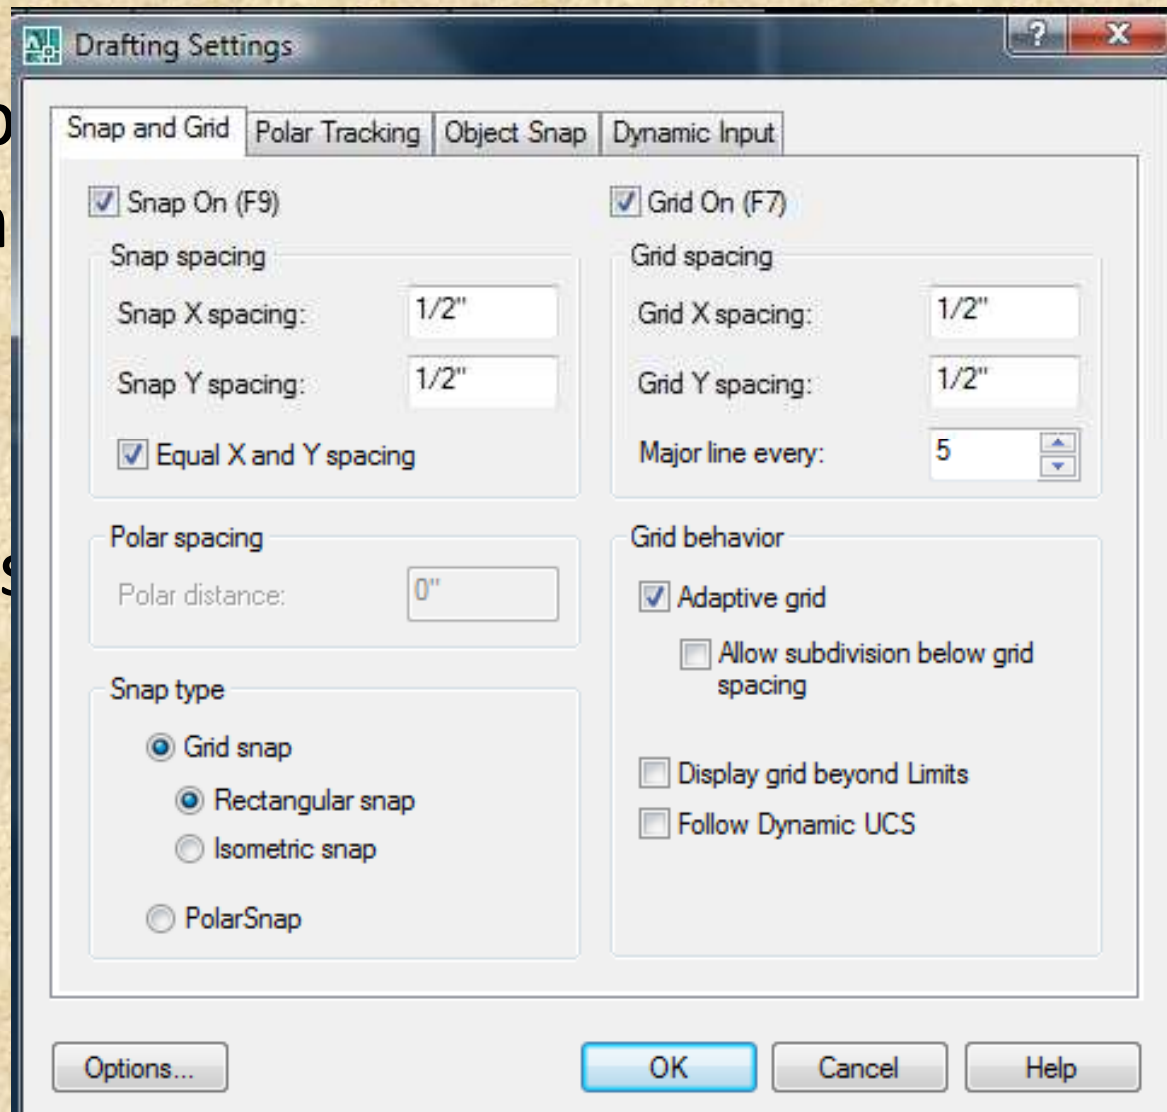 Drafting Settings
?
X
Snap and Grid
Polar Tracking
Object Snap
Dynamic Input
Snap On (F9)
Snap spacing
Snap X spacing: 1/2"
Snap Y spacing: 1/2"
Equal X and Y spacing
Polar spacing
Polar distance: 0"
Snap type
Grid snap
Rectangular snap
Isometric snap
PolarSnap
Grid On (F7)
Grid spacing
Grid X spacing: 1/2"
Grid Y spacing: 1/2"
Major line every: 5
Grid behavior
Adaptive grid
Allow subdivision below grid
spacing
Display grid beyond Limits
Follow Dynamic UCS
Options...
OK
Cancel
Help